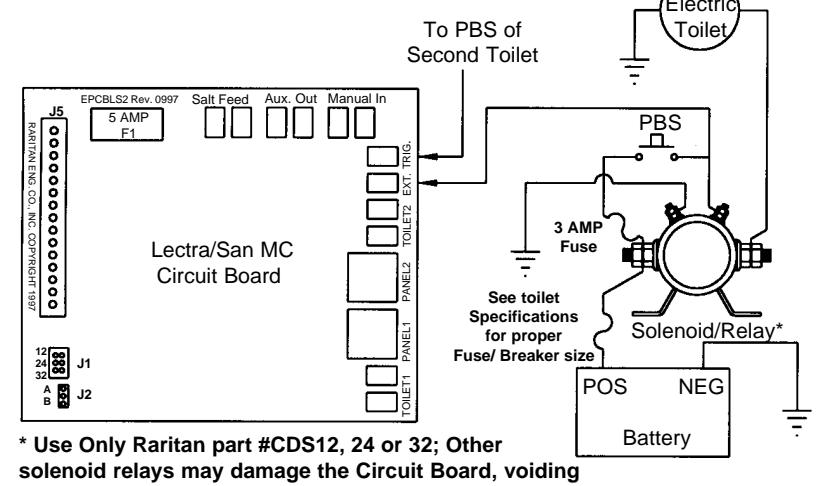 Electric
Toilet
To PBS of
Second Toilet
EPCBLS2 Rev. 0997
Salt Feed
Aux. Out
Manual In
J5
5 AMP
F1
RARITAN ENG. CO., INC. COPYRIGHT 1997
EXT. TRIG.
TOILET2
PANEL2
PANEL1
TOILET1
Lectra/San MC
Circuit Board
12
24
32
J1
A
B
J2
PBS
3 AMP
Fuse
See toilet
Specifications
for proper
Fuse/ Breaker size
Solenoid/Relay*
POS
NEG
Battery
* Use Only Raritan part #CDS12, 24 or 32; Other
solenoid relays may damage the Circuit Board, voiding